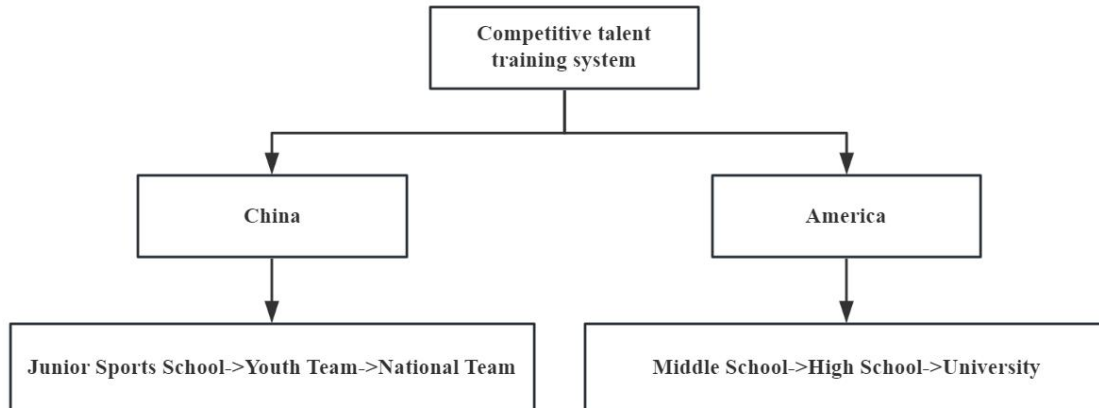 Competitive talent
training system
China
America
Junior Sports School->Youth Team->National Team
Middle School->High School->University